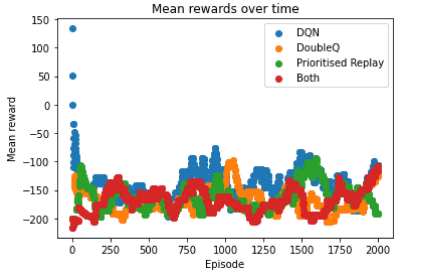 Mean rewards over time
150
100
50
0
−50
−100
−150
−200
Mean reward
DQN
DoubleQ
Prioritised Replay
Both
0 250 500 750 1000 1250 1500 1750 2000
Episode